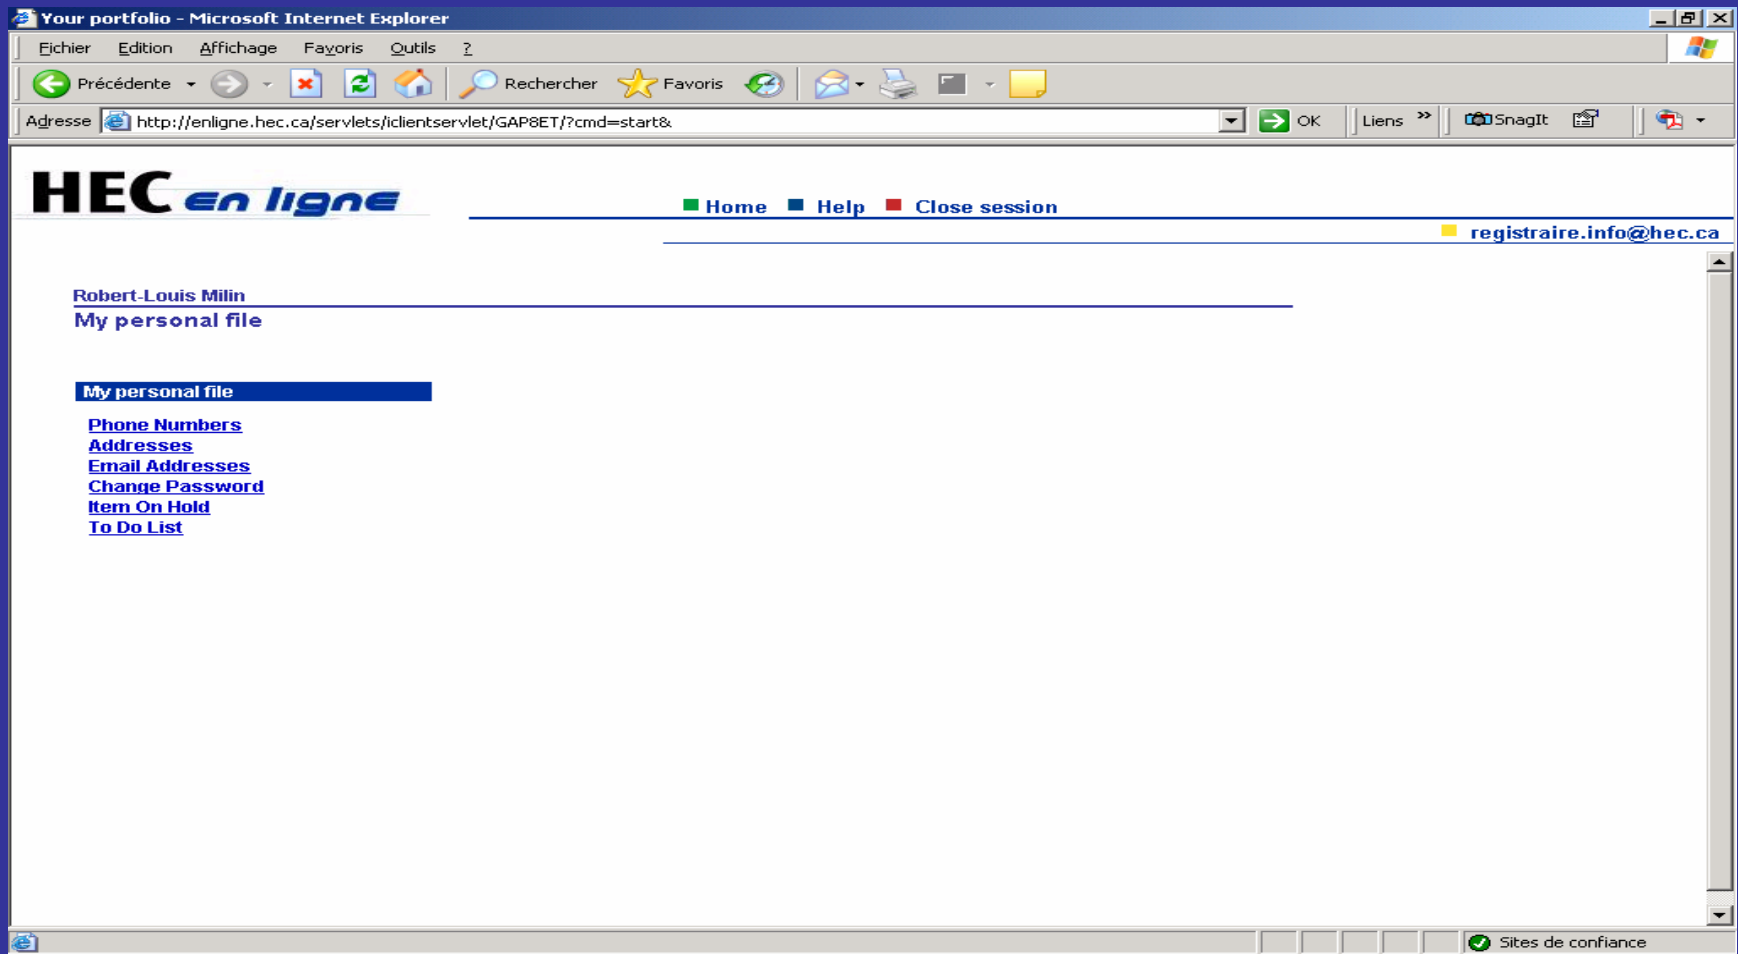 Your portfolio - Microsoft Internet Explorer
Eichier Edition Affichage Favoris Outils ?
Précédente Rechercher Favoris
Adresse http://enligne.hec.ca/servlets/iclientservlet/GAP8ET/?cmd=start& OK Liens » SnagIt
HEC en ligne
Home Help Close session
registraire.info@hec.ca
Robert-Louis Milin
My personal file
My personal file
Phone Numbers
Addresses
Email Addresses
Change Password
Item On Hold
To Do List
Sites de confiance